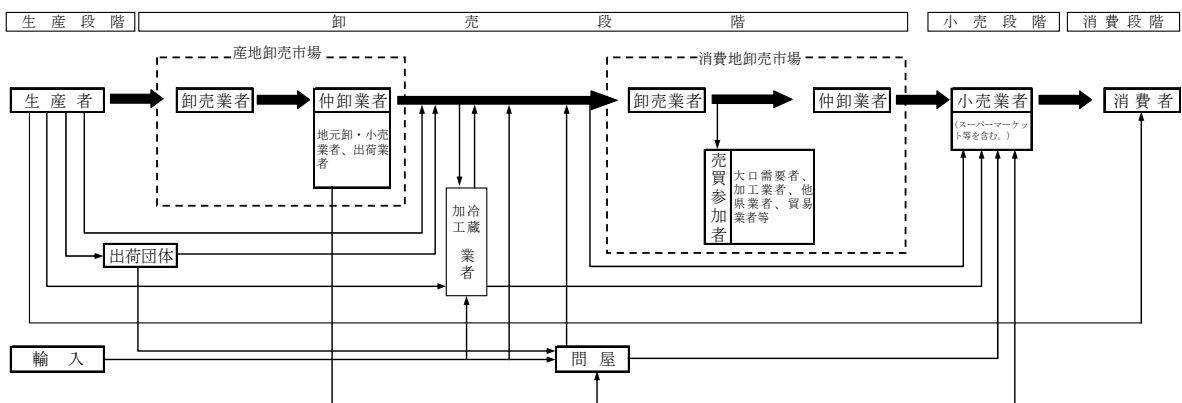 生産段階
卸売段階
小売段階
消費段階
産地卸売市場
消費地卸売市場
生産者
卸売業者
仲卸業者
地元卸・小売
業者、出荷業
者
卸売業者
仲卸業者
小売業者
(スーパーマーケッ
ト等を含む。)
消費者
売買参加者
大口需要者、
加工業者、他
県業者、貿易
業者等
冷蔵
加工
業者
出荷団体
輸入
問屋